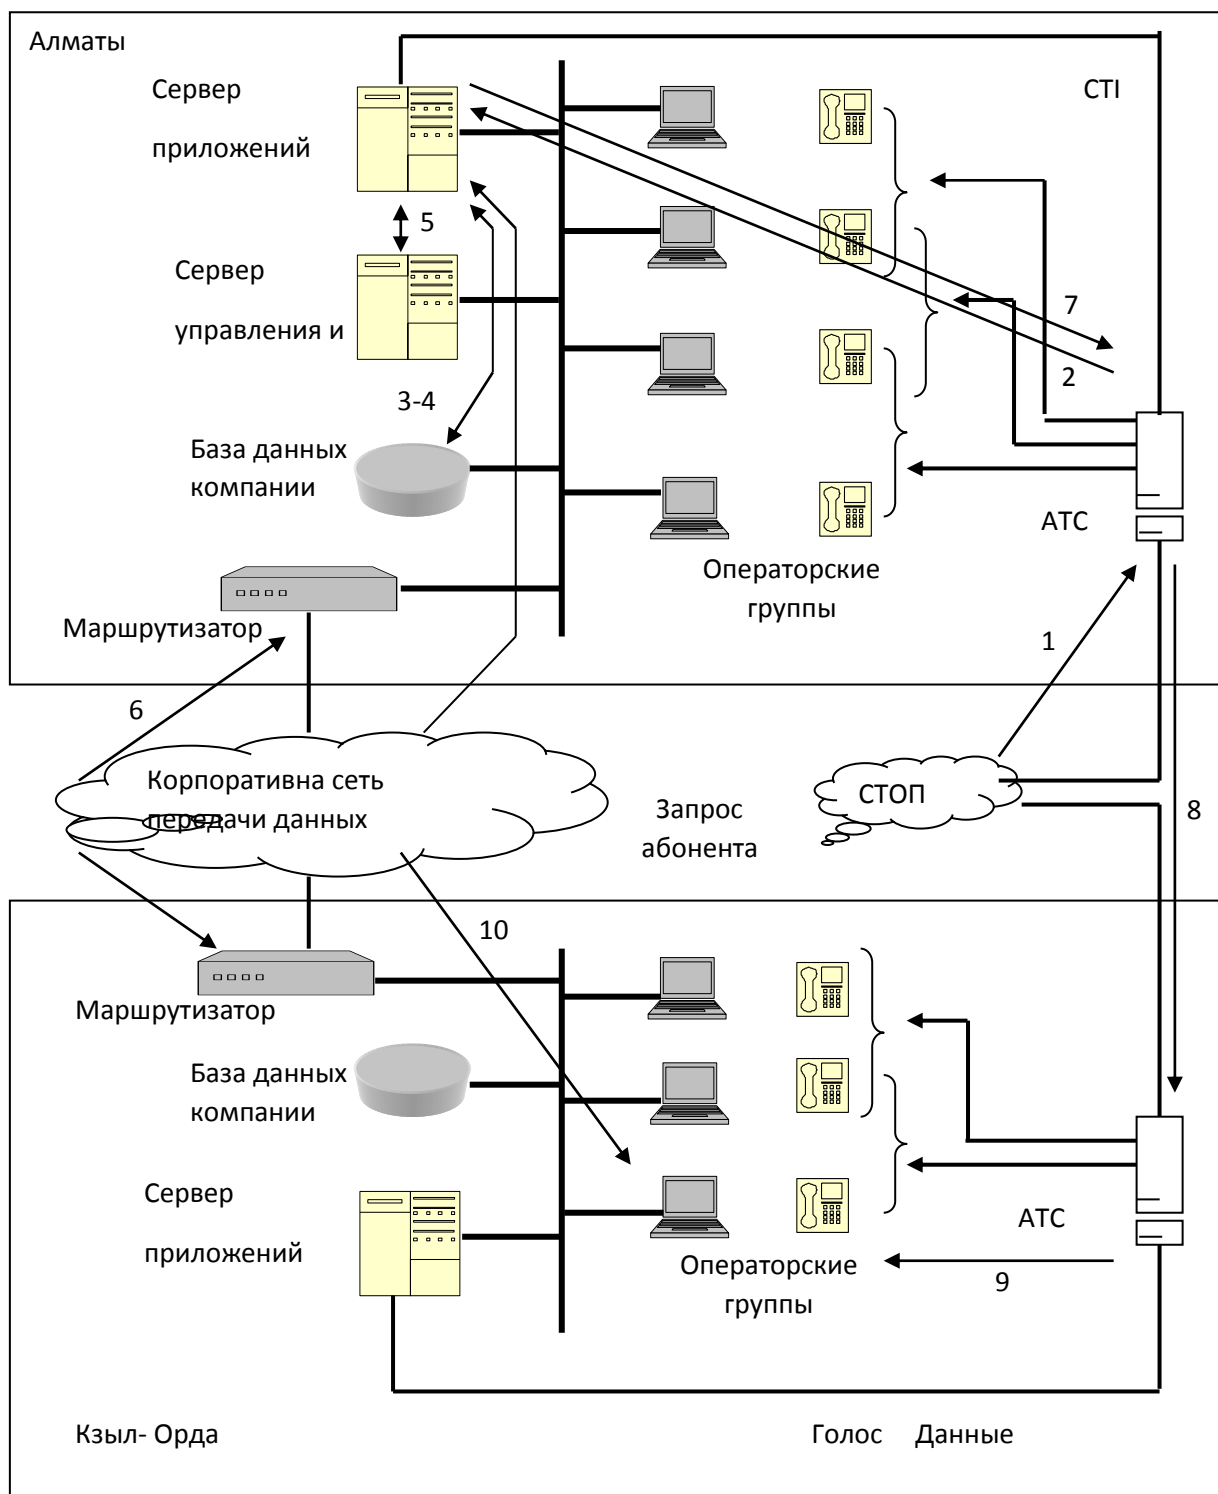 Алматы
Сервер
приложений
CTI
5
Сервер
управления и
7
2
3-4
База данных
компании
АТС
Операторские
группы
Маршрутизатор
1
6
Корпоративна сеть
передачи данных
СТОП
Запрос
абонента
8
10
Маршрутизатор
База данных
компании
Сервер
приложений
АТС
Операторские
группы
9
Кзыл- Орда
Голос Данные